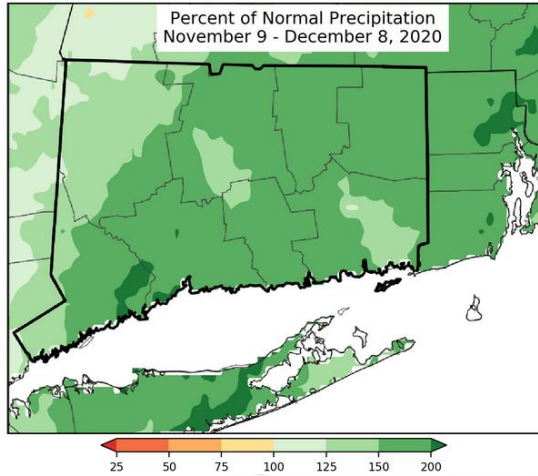 Percent of Normal Precipitation
November 9 - December 8, 2020
25 50 75 100 125 150 200